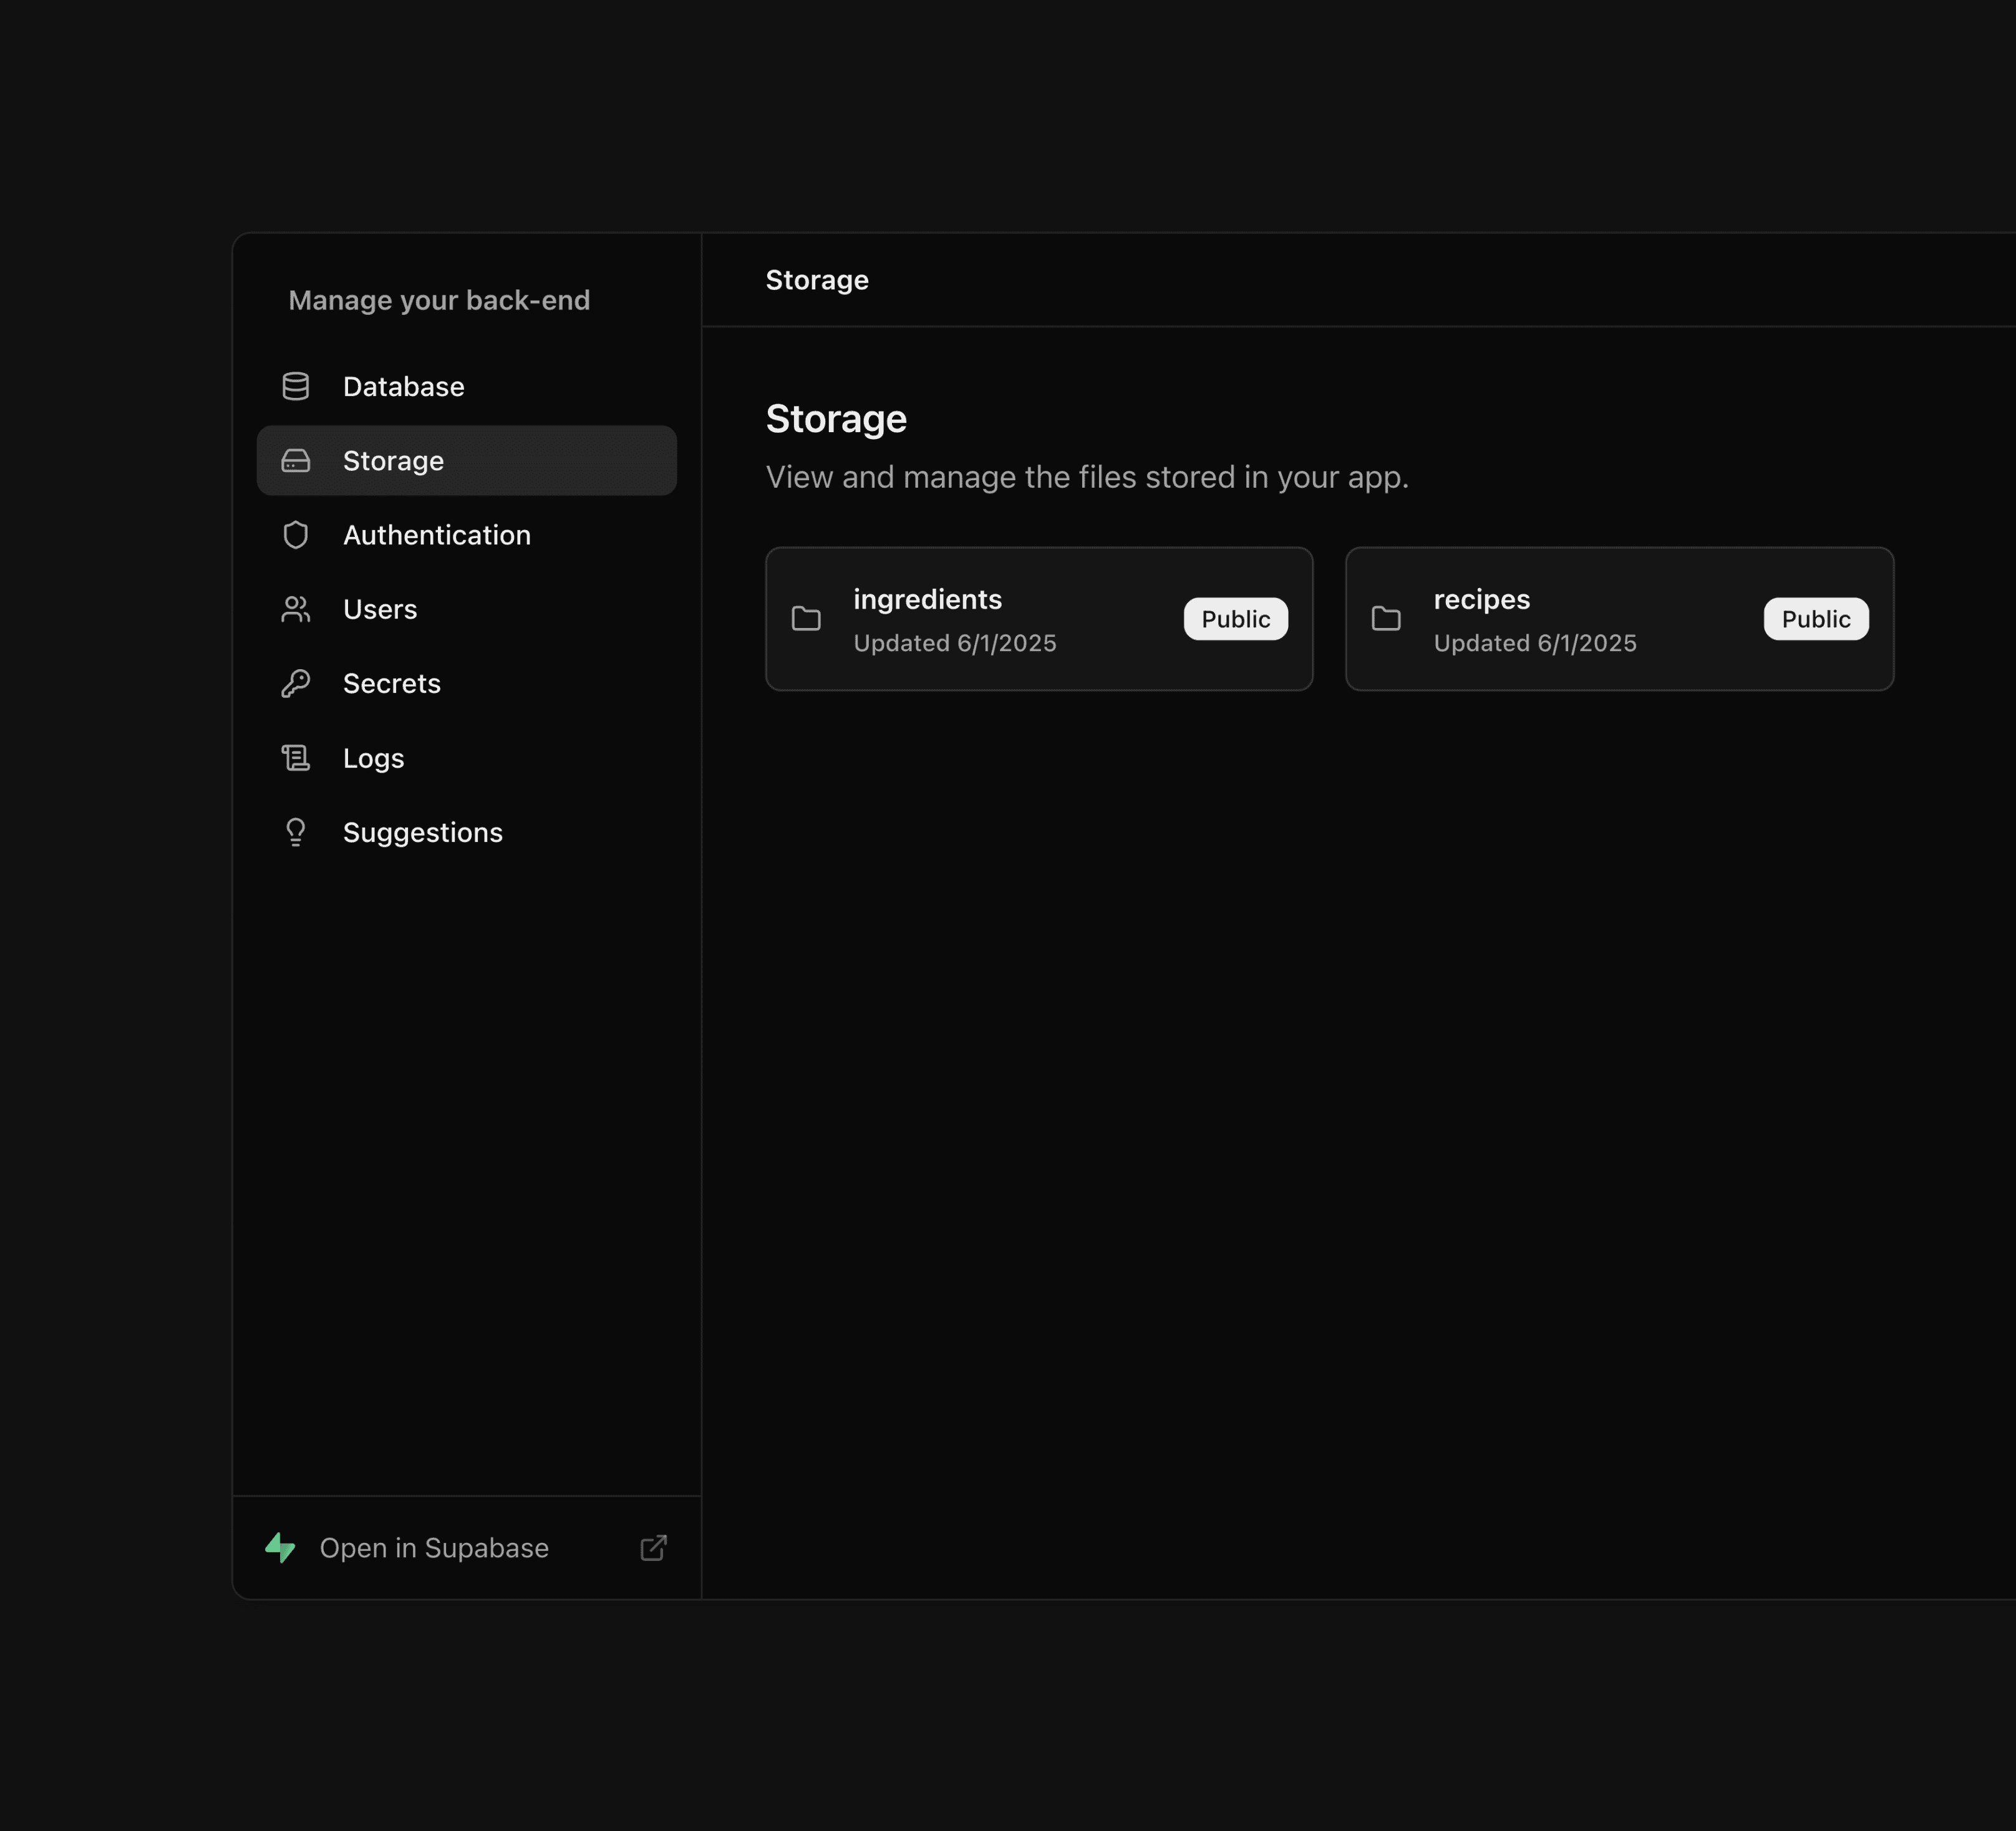 Manage your back-end
Database
Storage
Authentication
Users
Secrets
Logs
Suggestions
Open in Supabase
Storage
Storage
View and manage the files stored in your app.
ingredients
Updated 6/1/2025
Public
recipes
Updated 6/1/2025
Public